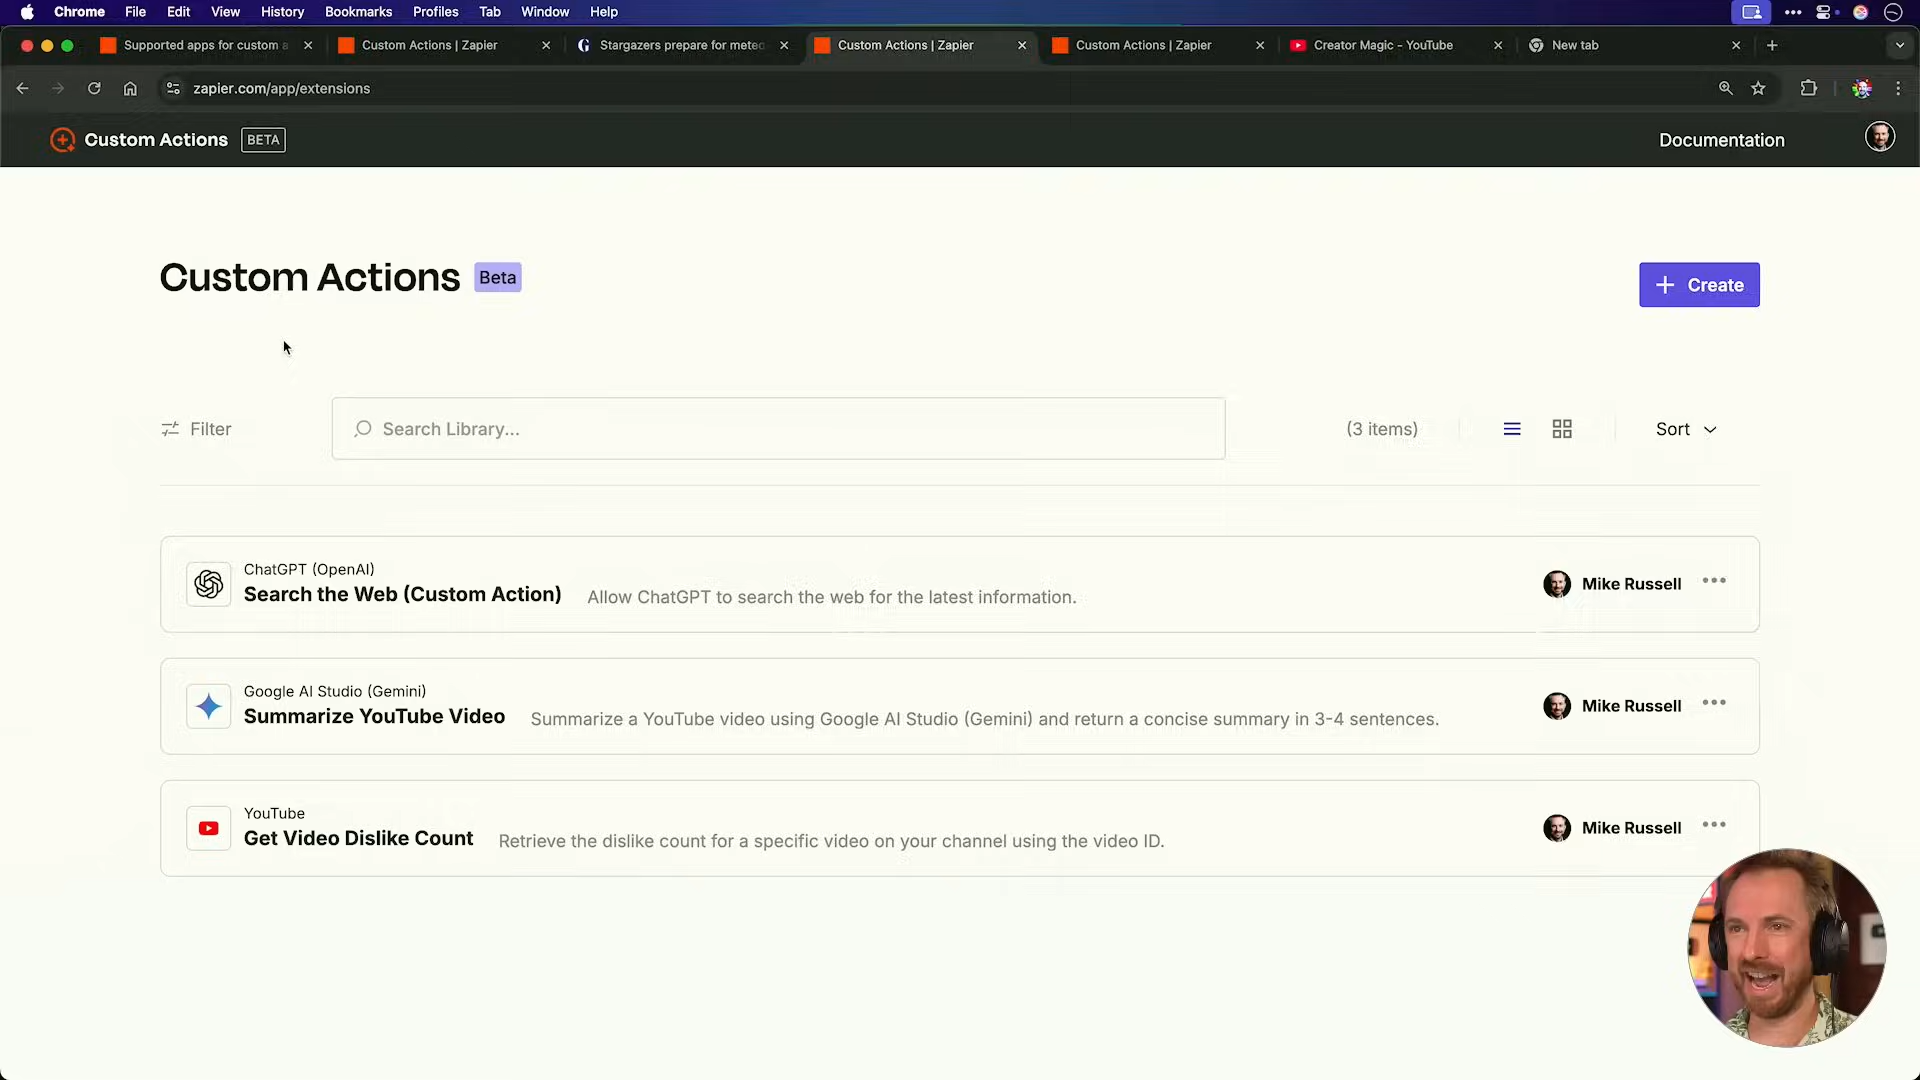 Chrome File Edit View History Bookmarks Profiles Tab Window Help
Supported apps for custom a
Custom Actions | Zapier
Stargazers prepare for meteo
Custom Actions | Zapier
Custom Actions | Zapier
Creator Magic - YouTube
New tab
zapier.com/app/extensions
Custom Actions BETA
Documentation
Custom Actions Beta
Create
Filter
Search Library...
(3 items)
Sort
ChatGPT (OpenAI)
Search the Web (Custom Action) Allow ChatGPT to search the web for the latest information.
Mike Russell
Google AI Studio (Gemini)
Summarize YouTube Video Summarize a YouTube video using Google AI Studio (Gemini) and return a concise summary in 3-4 sentences.
Mike Russell
YouTube
Get Video Dislike Count Retrieve the dislike count for a specific video on your channel using the video ID.
Mike Russell